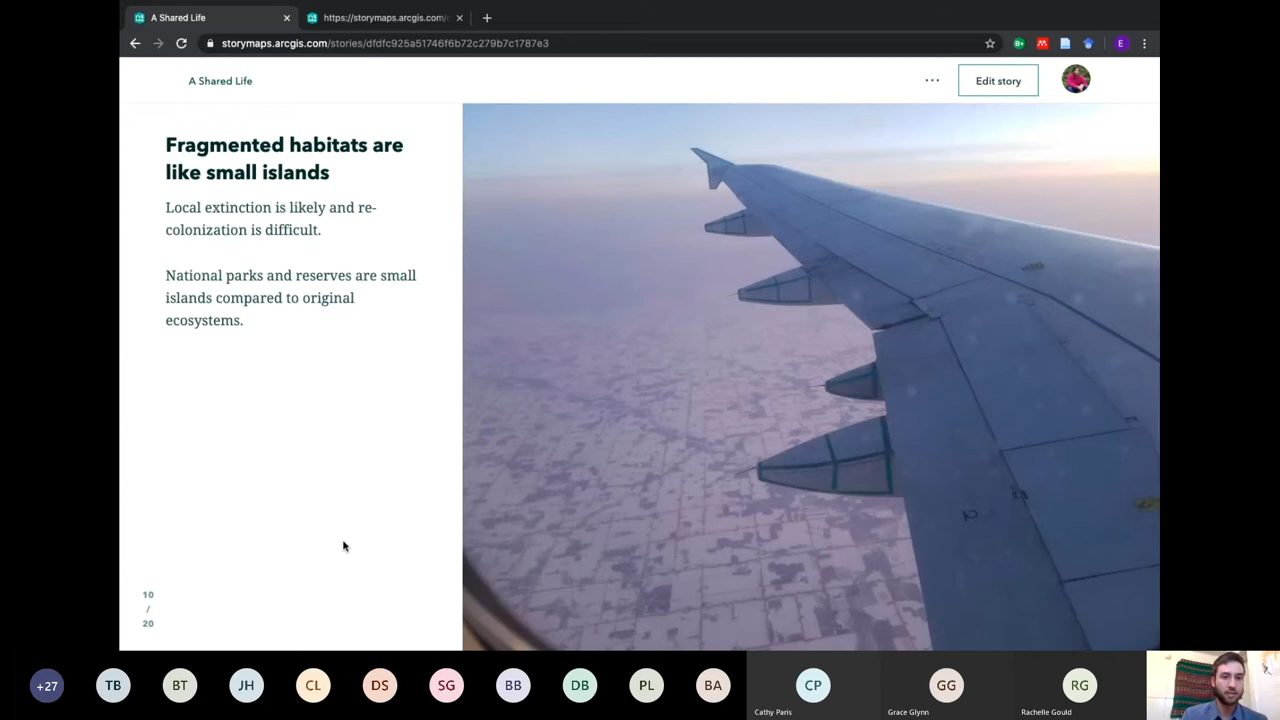 A Shared Life
https://storymaps.arcgis.com/
storymaps.arcgis.com/stories/dfdfc925a51746f6b72c279b7c1787e3
B+
E
A Shared Life
Edit story
Fragmented habitats are
like small islands
Local extinction is likely and re-
colonization is difficult.
National parks and reserves are small
islands compared to original
ecosystems.
10
/
20
+27
TB
BT
JH
CL
DS
SG
BB
DB
PL
BA
CP
GG
RG
Cathy Paris
Grace Glynn
Rachelle Gould